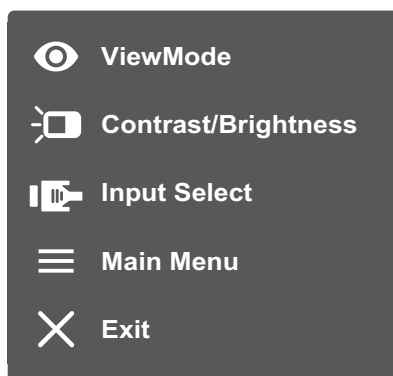 ViewMode
Contrast/Brightness
Input Select
Main Menu
Exit